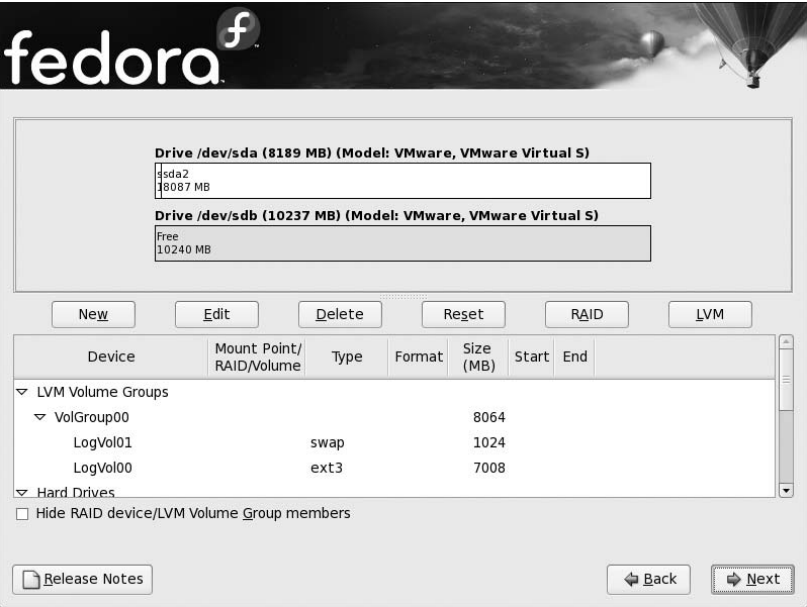 fedora
Drive /dev/sda (8189 MB) (Model: VMware, VMware Virtual S)
sda2
8087 MB
Drive /dev/sdb (10237 MB) (Model: VMware, VMware Virtual S)
Free
10240 MB
New Edit Delete Reset RAID LVM
Device Mount Point/ RAID/Volume Type Format Size (MB) Start End
LVM Volume Groups
VolGroup00 8064
LogVol01 swap 1024
LogVol00 ext3 7008
Hard Drives
Hide RAID device/LVM Volume Group members
Release Notes Back Next